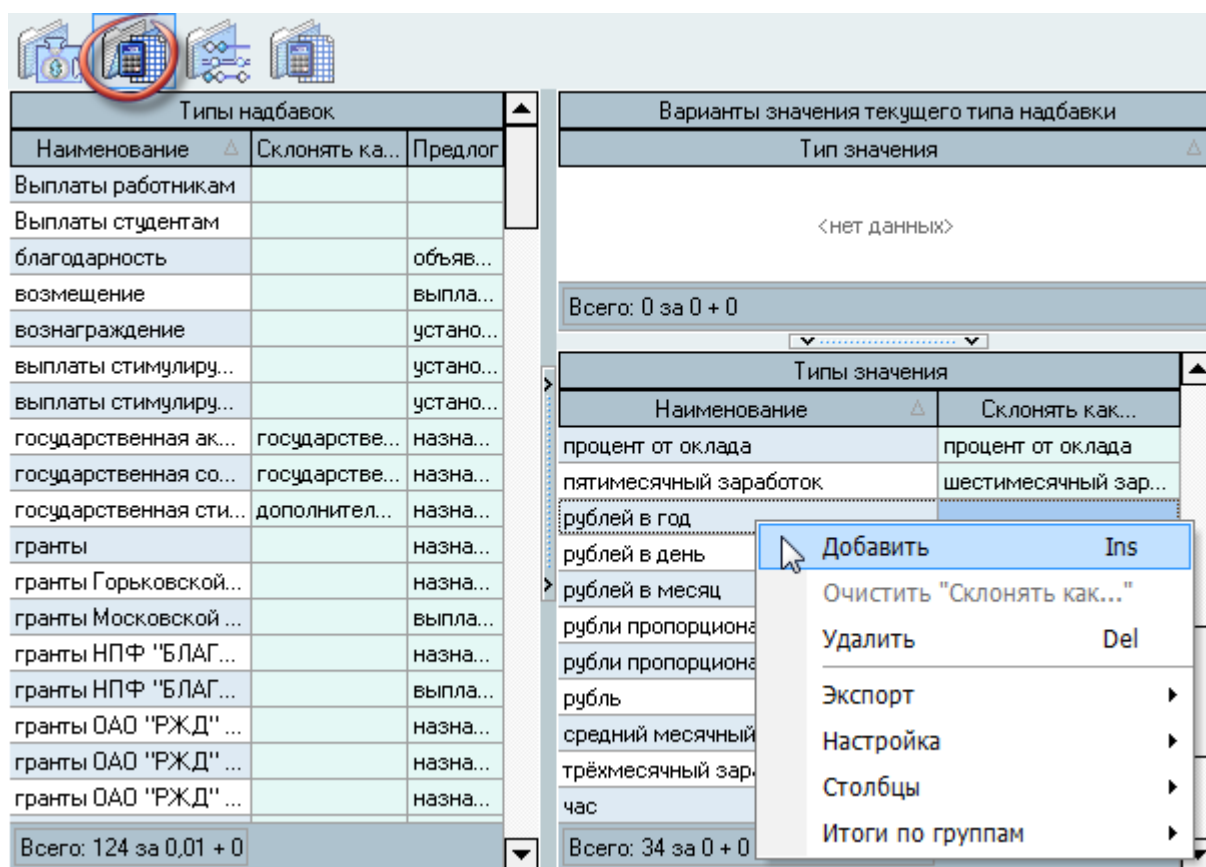 Типы надбавок
Наименование Склонять ка... Предлог
Выплаты работникам
Выплаты студентам
благодарность объяв...
возмещение выпла...
вознаграждение устано...
выплаты стимулиру... устано...
выплаты стимулиру... устано...
государственная ак... государстве... назна...
государственная со... государстве... назна...
государственная сти... дополнител... назна...
гранты назна...
гранты Горьковской... назна...
гранты Московской ... выпла...
гранты НПФ "БЛАГ... назна...
гранты НПФ "БЛАГ... выпла...
гранты ОАО "РЖД" ... назна...
гранты ОАО "РЖД" ... назна...
гранты ОАО "РЖД" ... назна...
Всего: 124 за 0,01 + 0
Варианты значения текущего типа надбавки
Тип значения
<нет данных>
Всего: 0 за 0 + 0
Типы значения
Наименование Склонять как...
процент от оклада процент от оклада
пятимесячный заработок шестимесячный зар...
рублей в год
рублей в день
рублей в месяц
рубли пропорциона
рубли пропорциона
рубль
средний месячный
трёхмесячный зар
час
Всего: 34 за 0 + 0
Добавить Ins
Очистить "Склонять как..."
Удалить Del
Экспорт
Настройка
Столбцы
Итоги по группам